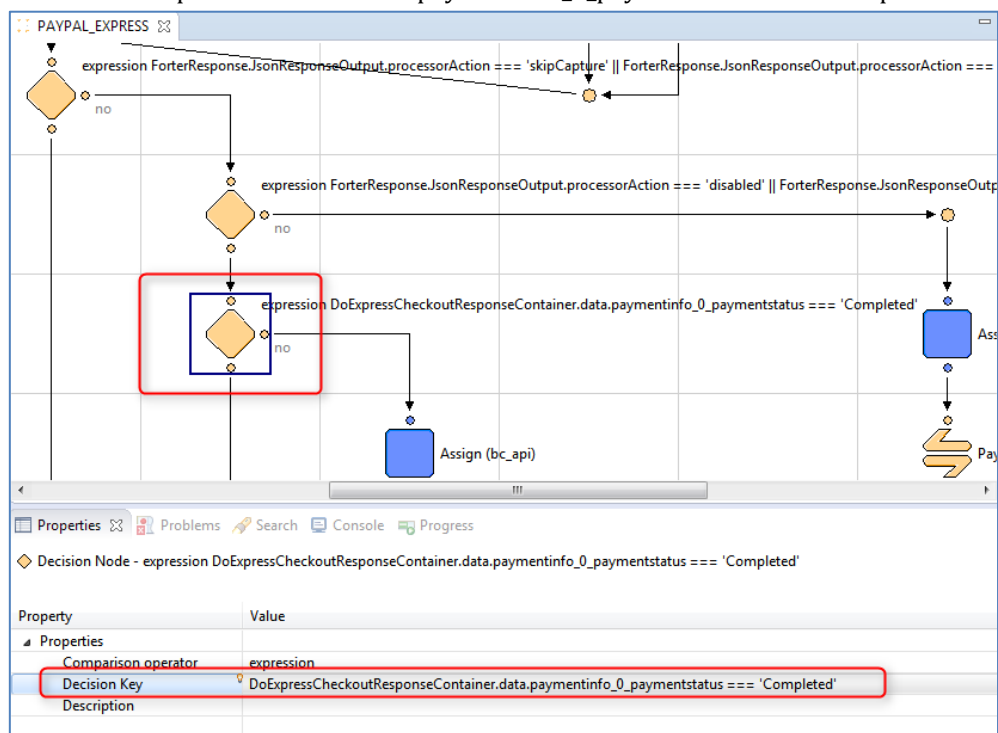 PAYPAL_EXPRESS
expression ForterResponse.JsonResponseOutput.processorAction === 'skipCapture' || ForterResponse.JsonResponseOutput.processorAction ===
no
expression ForterResponse.JsonResponseOutput.processorAction === 'disabled' || ForterResponse.JsonResponseOutp
no
expression DoExpressCheckoutResponseContainer.data.paymentinfo_0_paymentstatus === 'Completed'
no
Ass
Assign (bc_api)
Pay
Properties Problems Search Console Progress
Decision Node - expression DoExpressCheckoutResponseContainer.data.paymentinfo_0_paymentstatus === 'Completed'
Property Value
Properties
Comparison operator expression
Decision Key DoExpressCheckoutResponseContainer.data.paymentinfo_0_paymentstatus === 'Completed'
Description